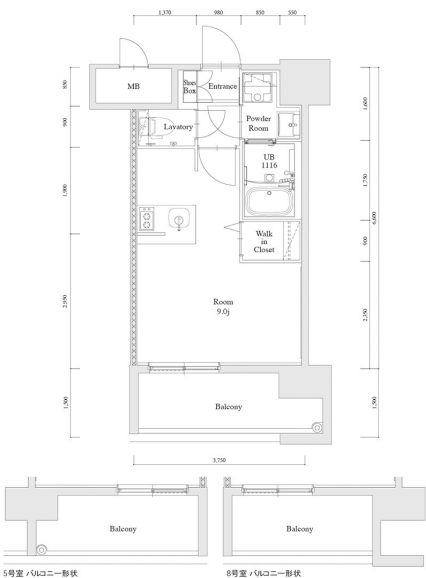 1,370 980 850 550
MB
Shoes
Box
Entrance
Lavatory
Powder
Room
UB
1116
Walk
in
Closet
Room
9.0j
Balcony
850
900
1,900
2,950
1,500
1,600
1,750
900
2,350
6,600
1,500
3,750
Balcony
Balcony
5号室 バルコニー形状
8号室 バルコニー形状